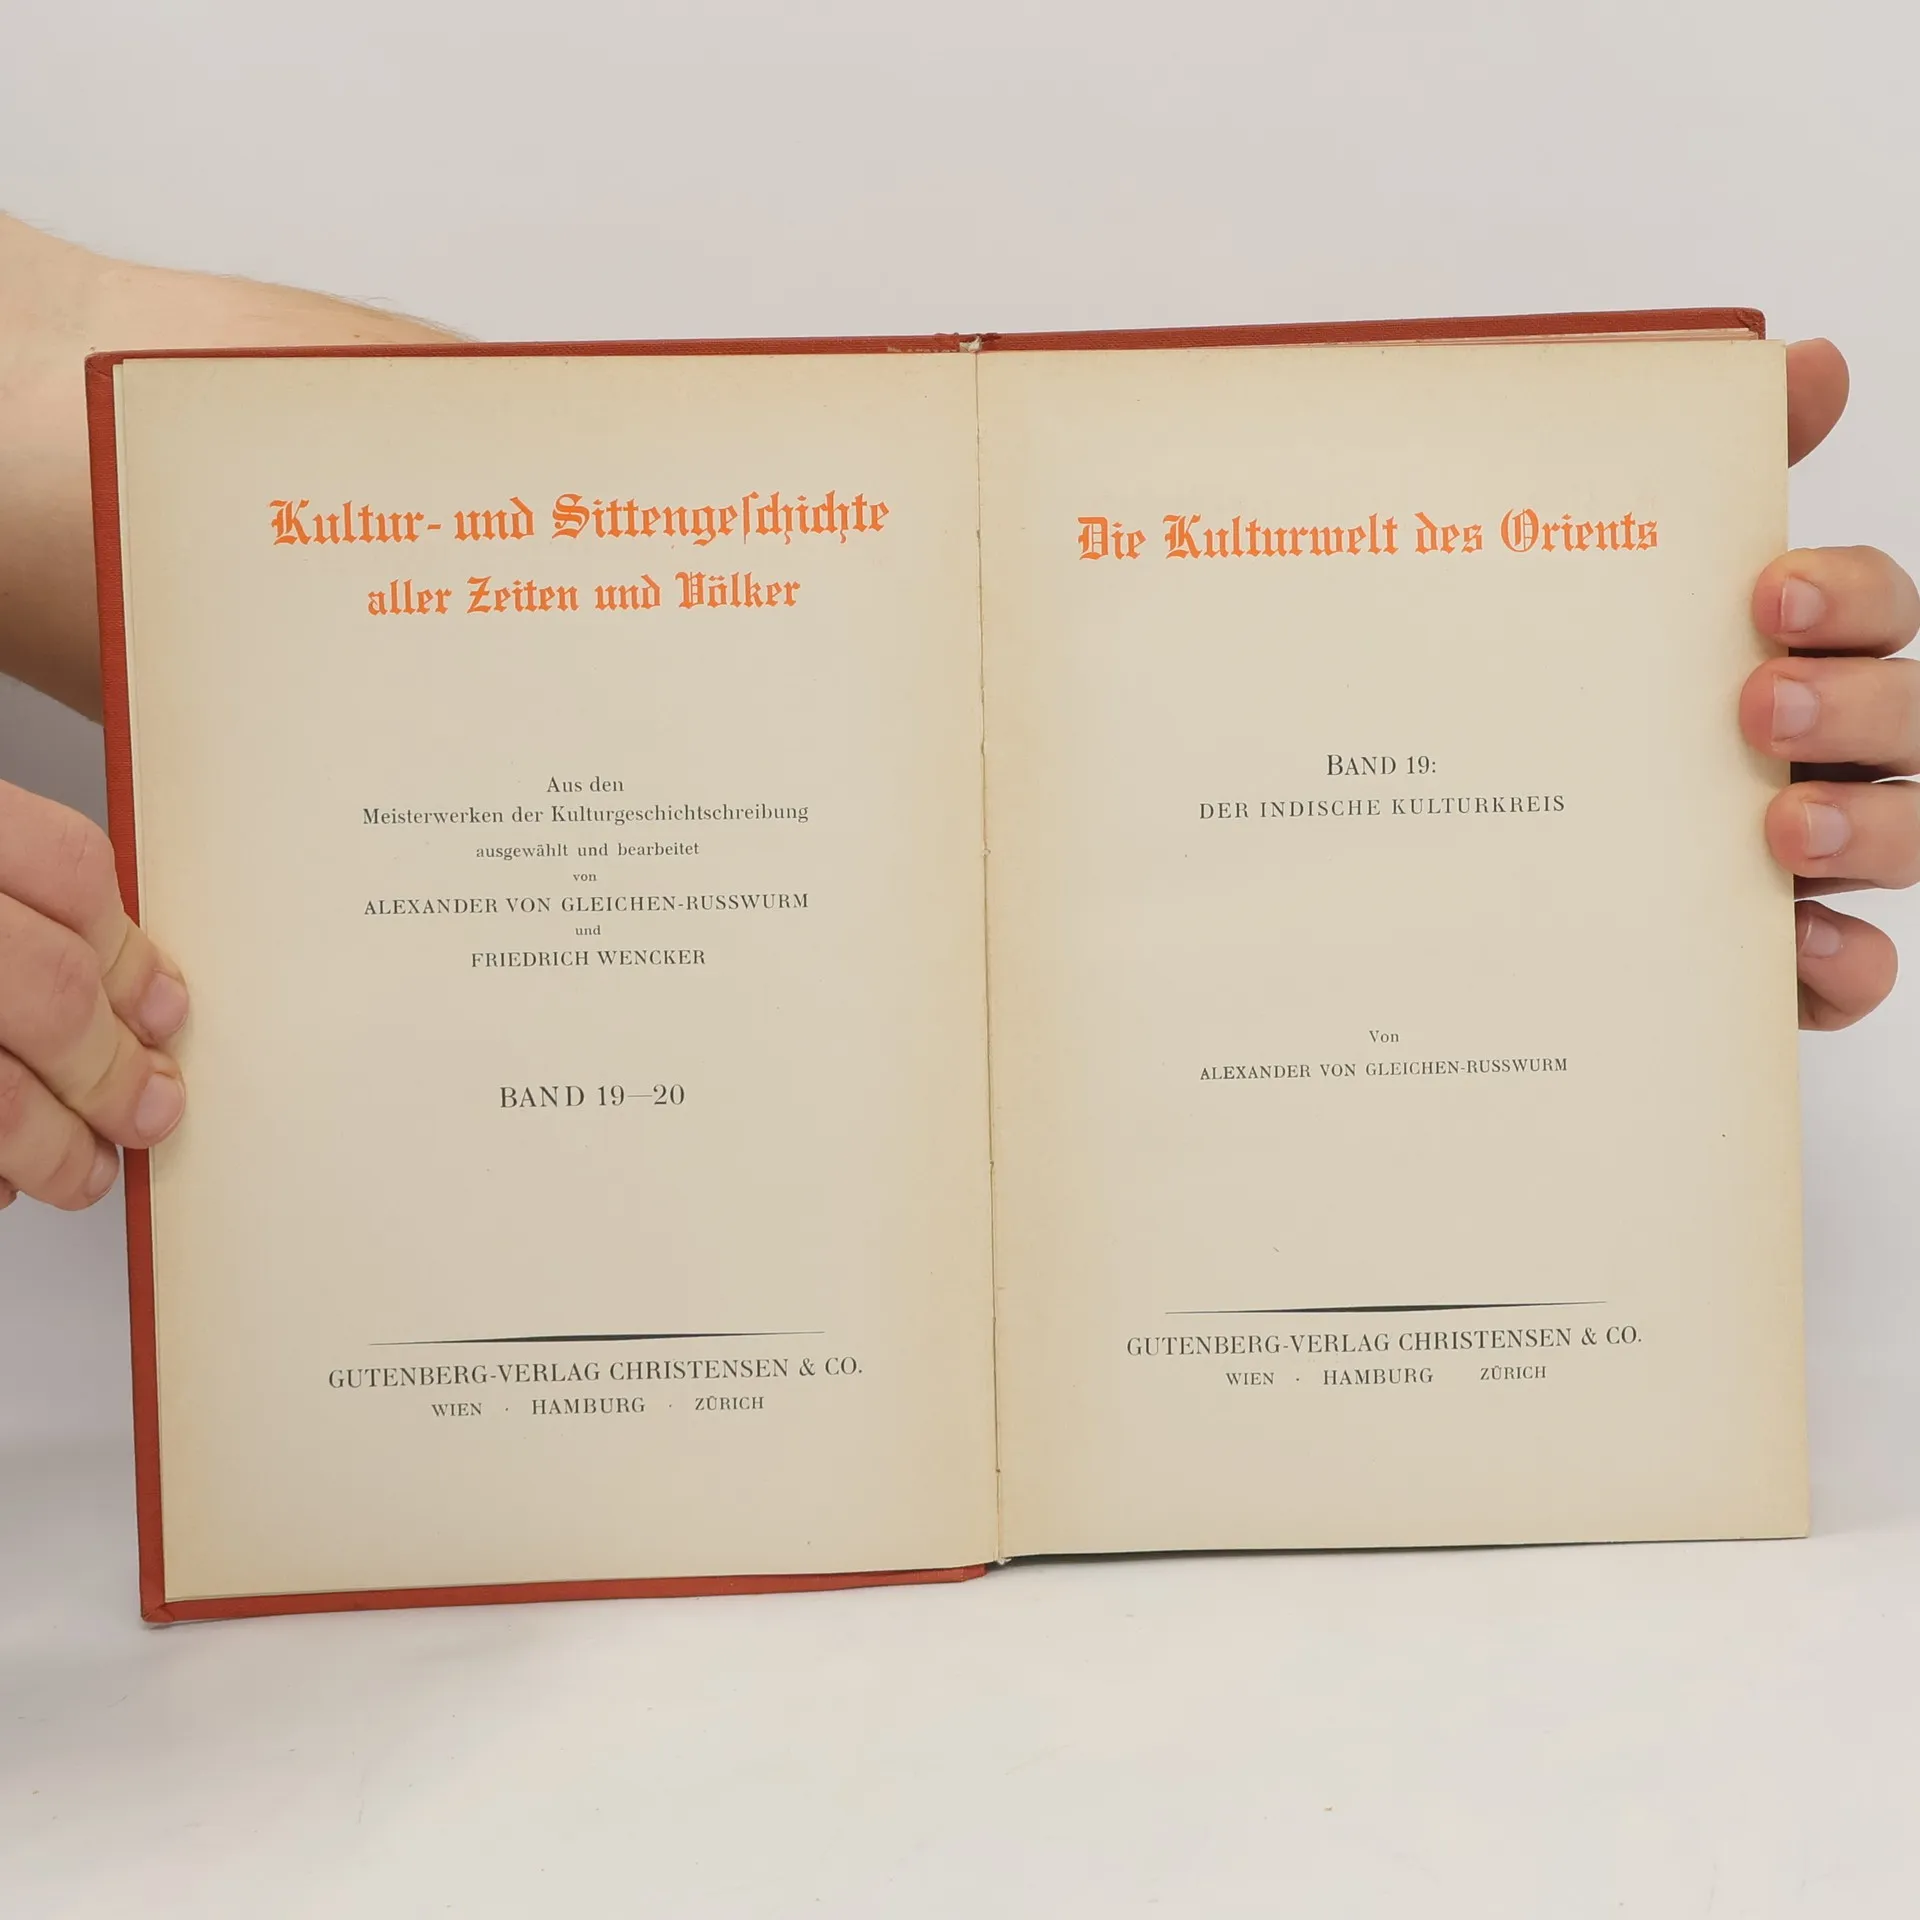 Kultur- und Sittengeſchichte
aller Zeiten und Völker
Aus den
Meisterwerken der Kulturgeschichtschreibung
ausgewählt und bearbeitet
von
ALEXANDER VON GLEICHEN-RUSSWURM
und
FRIEDRICH WENCKER
BAND 19—20
GUTENBERG-VERLAG CHRISTENSEN & CO.
WIEN · HAMBURG · ZÜRICH
Die Kulturwelt des Orients
BAND 19:
DER INDISCHE KULTURKREIS
Von
ALEXANDER VON GLEICHEN-RUSSWURM
GUTENBERG-VERLAG CHRISTENSEN & CO.
WIEN · HAMBURG ZÜRICH